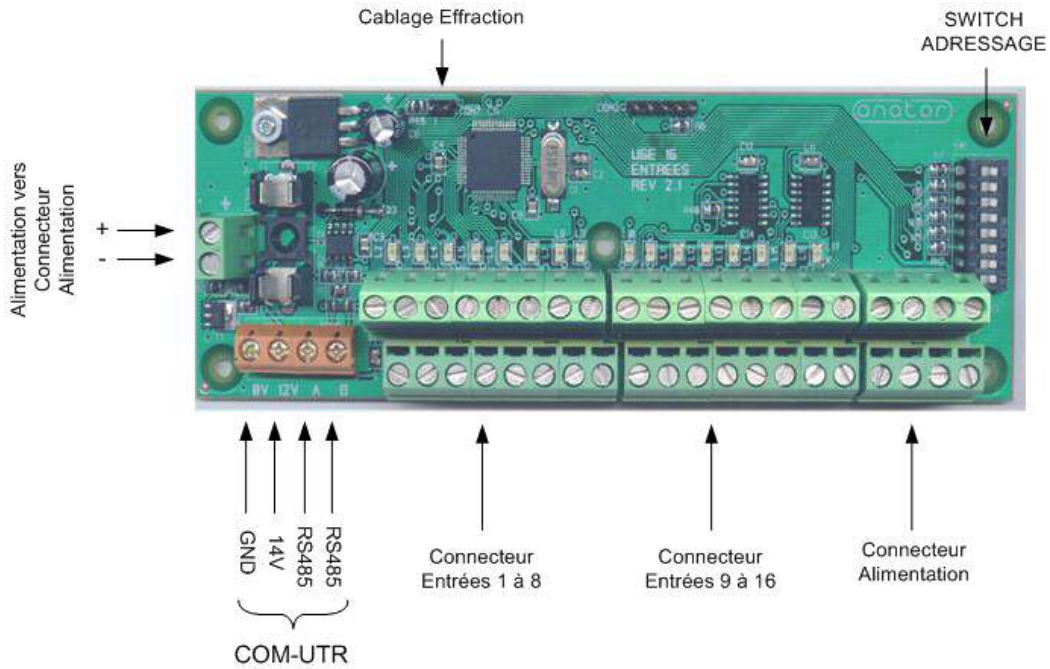 Cablage Effraction
SWITCH
ADRESSAGE
anator
UGE 16
ENTREES
REV 2.1
Alimentation vers
Connecteur
Alimentation
+
-
0V 12V A B
GND
14V
RS485
RS485
COM-UTR
Connecteur
Entrées 1 à 8
Connecteur
Entrées 9 à 16
Connecteur
Alimentation